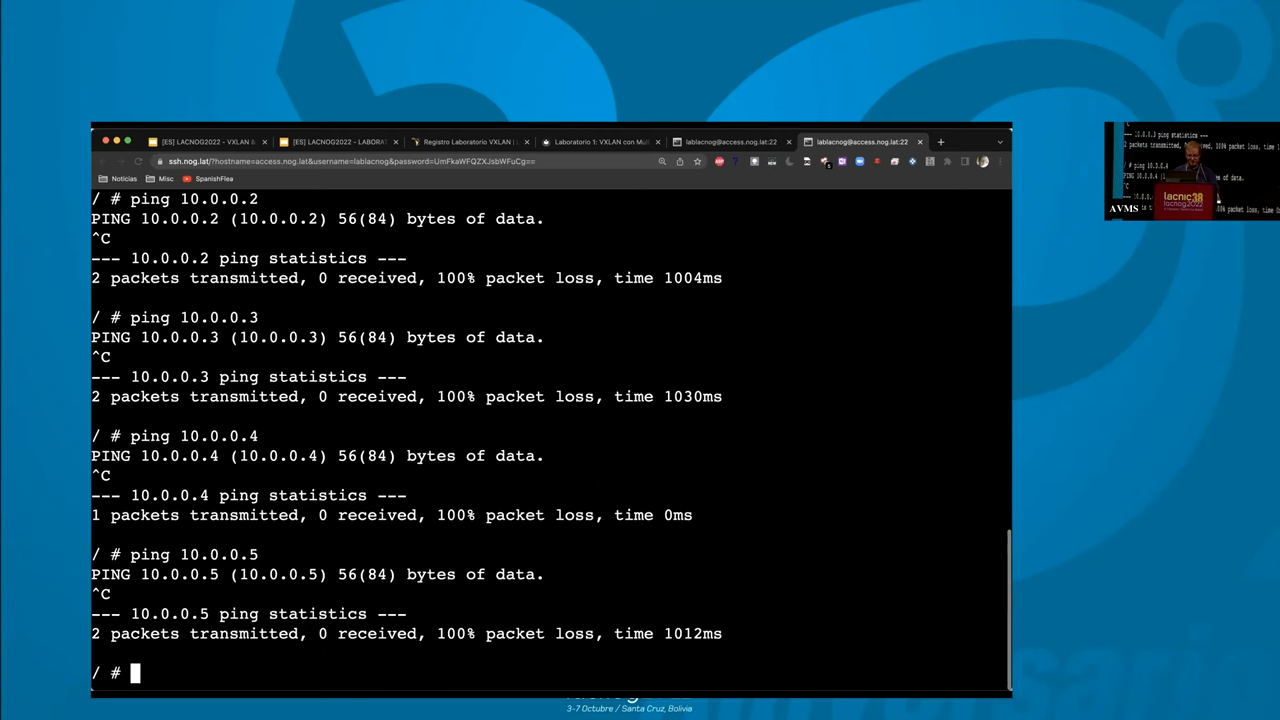 [ES] LACNOG2022 - VXLAN &
[ES] LACNOG2022 - LABORAT
Registro Laboratorio VXLAN |
Laboratorio 1: VXLAN con Mul
lablacnog@access.nog.lat:22
lablacnog@access.nog.lat:22
ssh.nog.lat/?hostname=access.nog.lat&username=lablacnog&password=UmFkaWFQZXJsbWFuCg==
Noticias
Misc
SpanishFlea
/ # ping 10.0.0.2
PING 10.0.0.2 (10.0.0.2) 56(84) bytes of data.
^C
--- 10.0.0.2 ping statistics ---
2 packets transmitted, 0 received, 100% packet loss, time 1004ms
/ # ping 10.0.0.3
PING 10.0.0.3 (10.0.0.3) 56(84) bytes of data.
^C
--- 10.0.0.3 ping statistics ---
2 packets transmitted, 0 received, 100% packet loss, time 1030ms
/ # ping 10.0.0.4
PING 10.0.0.4 (10.0.0.4) 56(84) bytes of data.
^C
--- 10.0.0.4 ping statistics ---
1 packets transmitted, 0 received, 100% packet loss, time 0ms
/ # ping 10.0.0.5
PING 10.0.0.5 (10.0.0.5) 56(84) bytes of data.
^C
--- 10.0.0.5 ping statistics ---
2 packets transmitted, 0 received, 100% packet loss, time 1012ms
/ #
AVMS
lacnic38
lacnog2022
3-7 Octubre / Santa Cruz, Bolivia